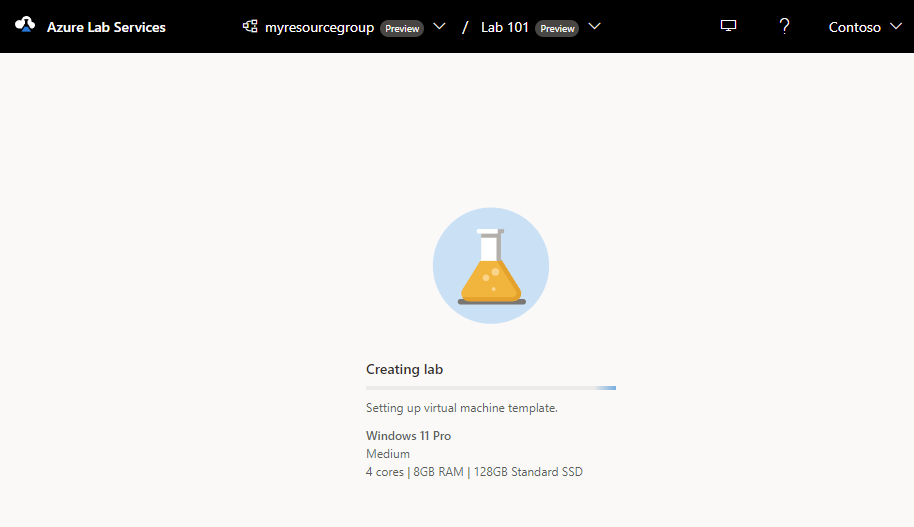 Azure Lab Services myresourcegroup Preview / Lab 101 Preview ? Contoso
Creating lab
Setting up virtual machine template.
Windows 11 Pro
Medium
4 cores | 8GB RAM | 128GB Standard SSD